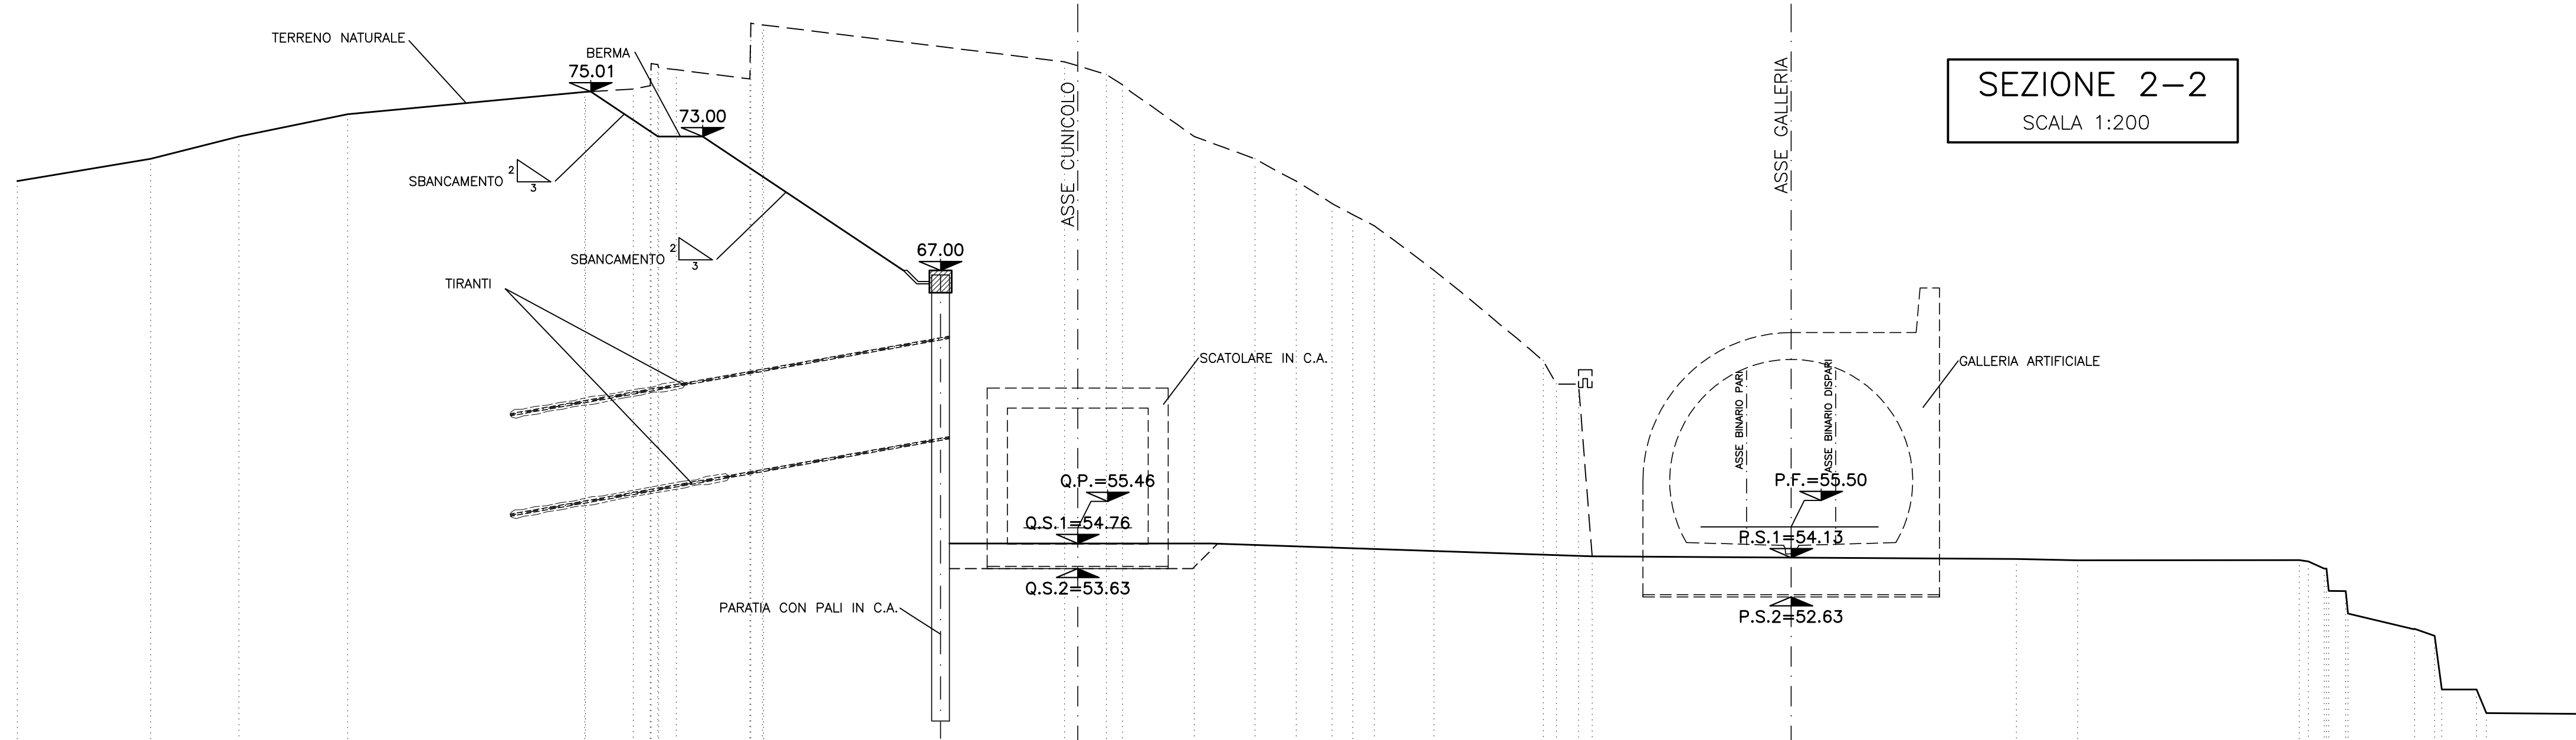 TERRENO NATURALE
BERMA
75.01
73.00
SBANCAMENTO
2
3
SBANCAMENTO
2
3
67.00
TIRANTI
ASSE CUNICOLO
ASSE GALLERIA
SEZIONE 2-2
SCALA 1:200
SCATOLARE IN C.A.
GALLERIA ARTIFICIALE
ASSE BINARIO PARI
ASSE BINARIO DISPARI
Q.P.=55.46
Q.S.1=54.76
Q.S.2=53.63
P.F.=55.50
P.S.1=54.13
P.S.2=52.63
PARATIA CON PALI IN C.A.